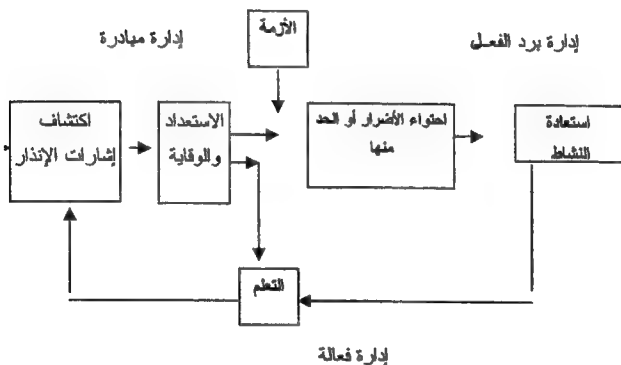 إدارة مبادرة
الأزمة
إدارة برد الفعل
اكتشاف
إشارات الإنذار
الاستعداد
والوقاية
احتواء الأضرار أو الحد
منها
استعادة
النشاط
التعلم
إدارة فعالة